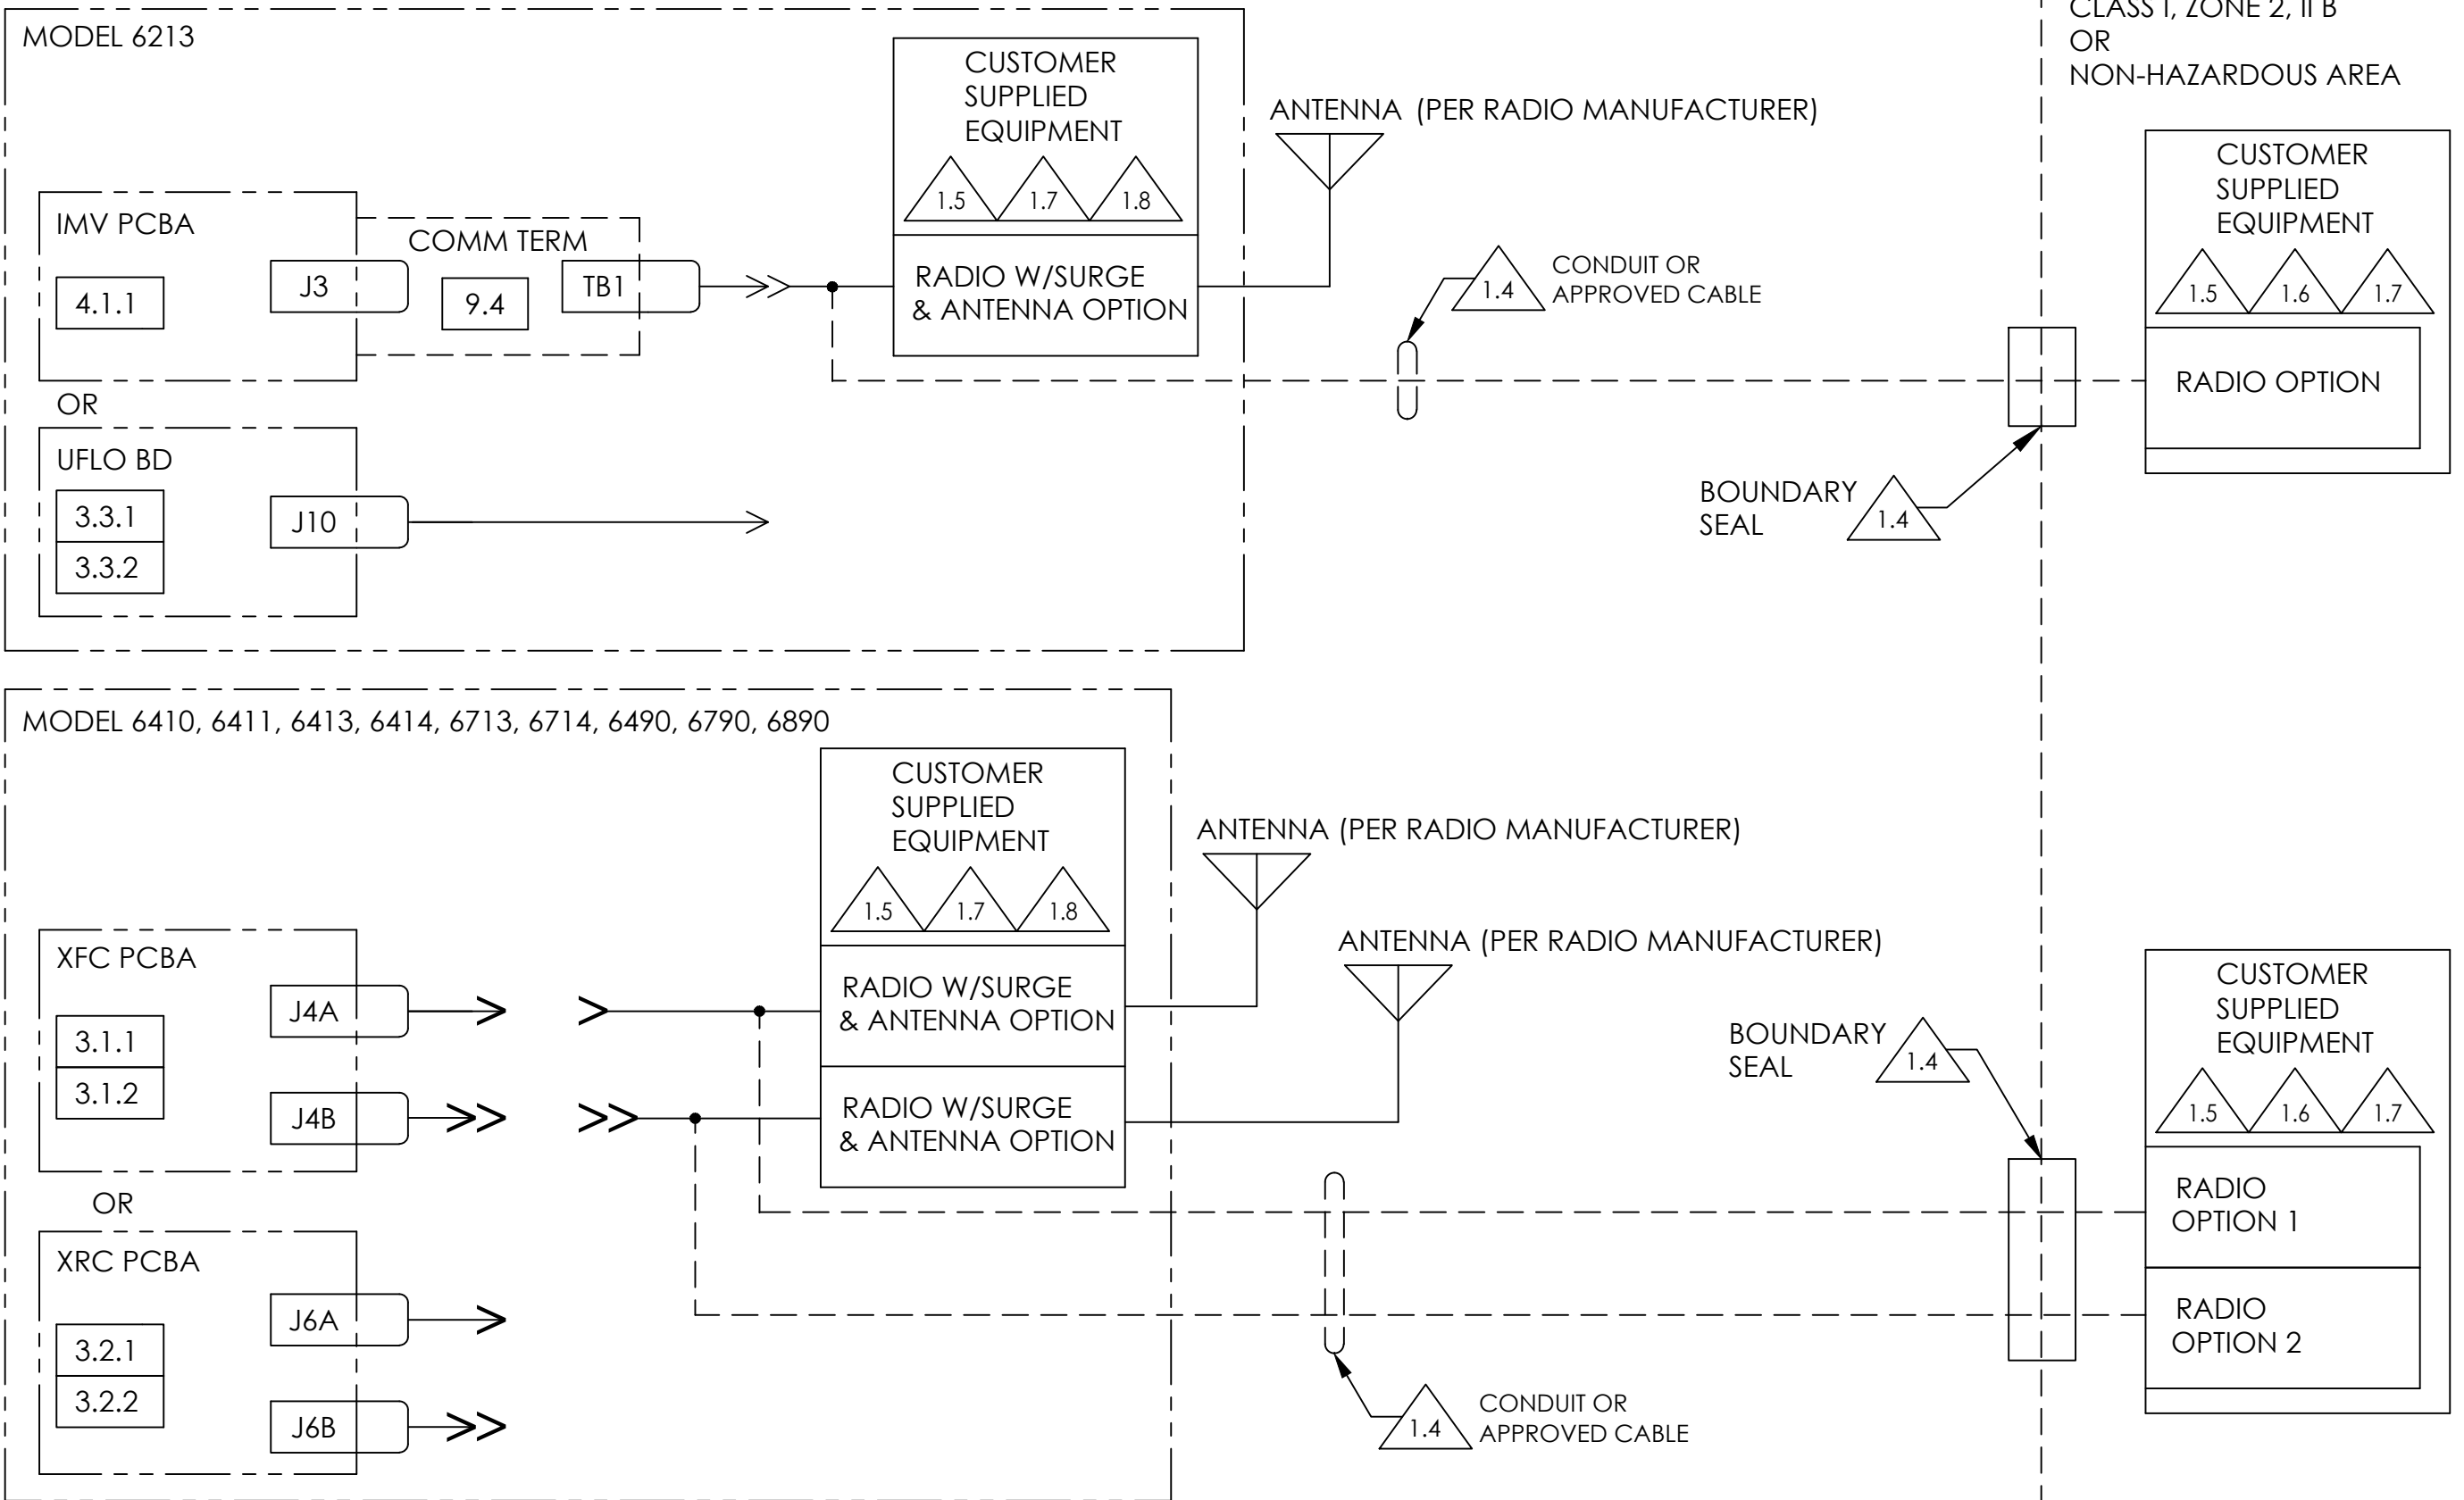 MODEL 6213
CUSTOMER
SUPPLIED
EQUIPMENT
1.5 1.7 1.8
RADIO W/SURGE
& ANTENNA OPTION
ANTENNA (PER RADIO MANUFACTURER)
IMV PCBA
4.1.1
J3
COMM TERM
9.4
TB1
OR
UFLO BD
3.3.1
3.3.2
J10
1.4
CONDUIT OR
APPROVED CABLE
BOUNDARY
SEAL
1.4
CLASS I, ZONE 2, II B
OR
NON-HAZARDOUS AREA
CUSTOMER
SUPPLIED
EQUIPMENT
1.5 1.6 1.7
RADIO OPTION
MODEL 6410, 6411, 6413, 6414, 6713, 6714, 6490, 6790, 6890
CUSTOMER
SUPPLIED
EQUIPMENT
1.5 1.7 1.8
RADIO W/SURGE
& ANTENNA OPTION
RADIO W/SURGE
& ANTENNA OPTION
ANTENNA (PER RADIO MANUFACTURER)
ANTENNA (PER RADIO MANUFACTURER)
XFC PCBA
3.1.1
3.1.2
J4A
J4B
OR
XRC PCBA
3.2.1
3.2.2
J6A
J6B
BOUNDARY
SEAL
1.4
1.4
CONDUIT OR
APPROVED CABLE
CUSTOMER
SUPPLIED
EQUIPMENT
1.5 1.6 1.7
RADIO
OPTION 1
RADIO
OPTION 2